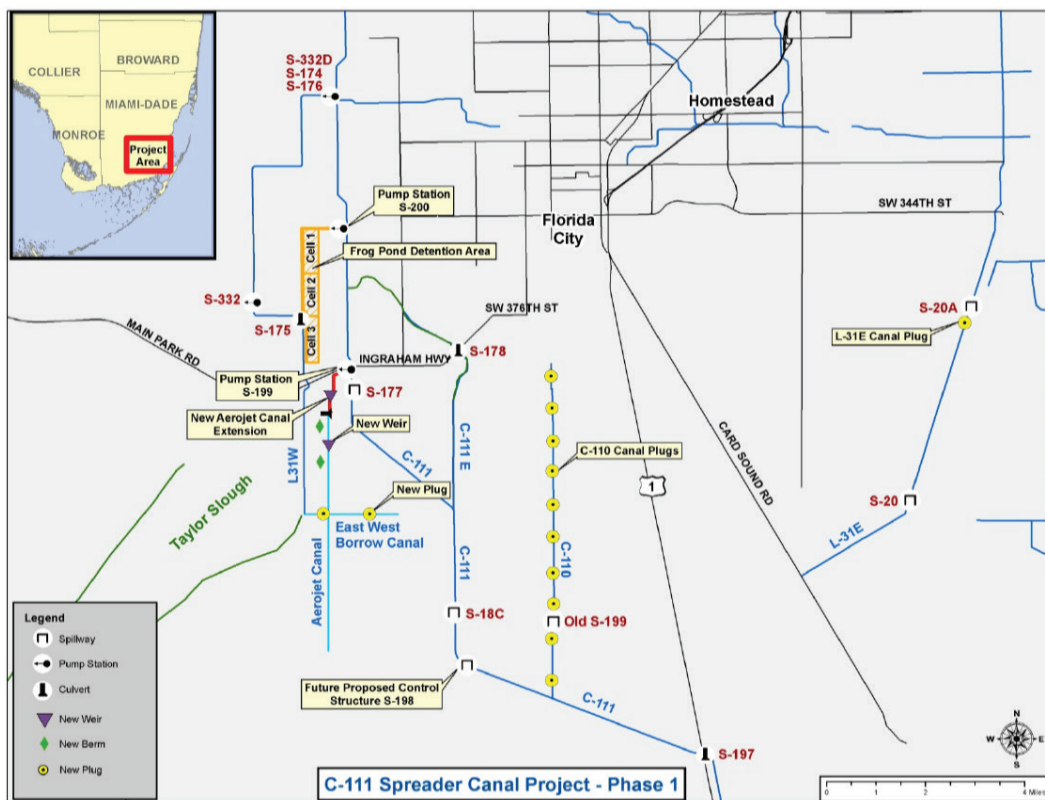 COLLIER
BROWARD
MIAMI-DADE
MONROE
Project
Area
S-332D
S-174
S-176
Homestead
Pump Station
S-200
SW 344TH ST
Florida
City
Cell 1
Frog Pond Detention Area
Cell 2
S-332
S-175
Cell 3
SW 376TH ST
S-20A
L-31E Canal
Plug
MAIN PARK RD
INGRAHAM HWY
S-178
Pump Station
S-199
S-177
New Aerojet Canal
Extension
New Weir
C-111
C-111 E
C-110 Canal Plugs
CARD SOUND RD
L31W
1
New Plug
S-20
Taylor Slough
East West
Borrow Canal
L-31E
Aerojet Canal
C-111
C-110
S-18C
Old S-199
Legend
Spillway
Pump Station
Culvert
New Weir
New Berm
New Plug
Future Proposed Control
Structure S-198
C-111
S-197
N
W
E
S
C-111 Spreader Canal Project - Phase 1
0 1 2 4 Miles